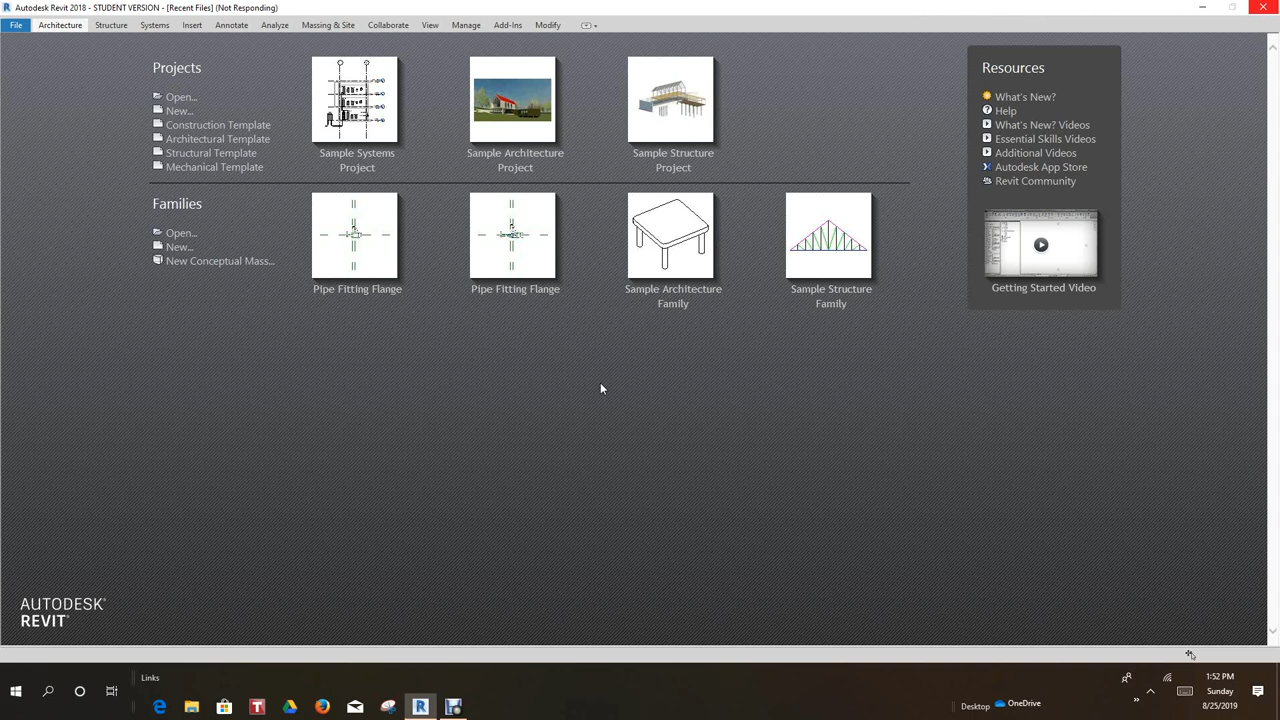 Autodesk Revit 2018 - STUDENT VERSION - [Recent Files] (Not Responding)
File Architecture Structure Systems Insert Annotate Analyze Massing & Site Collaborate View Manage Add-Ins Modify
Projects
Open...
New...
Construction Template
Architectural Template
Structural Template
Mechanical Template
Sample Systems
Project
Sample Architecture
Project
Sample Structure
Project
Families
Open...
New...
New Conceptual Mass...
Pipe Fitting Flange
Pipe Fitting Flange
Sample Architecture
Family
Sample Structure
Family
Resources
What's New?
Help
What's New? Videos
Essential Skills Videos
Additional Videos
Autodesk App Store
Revit Community
Getting Started Video
AUTODESK®
REVIT®
Links
Desktop
OneDrive
1:52 PM
Sunday
8/25/2019